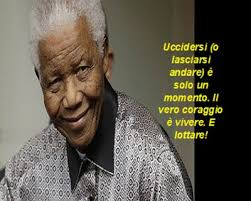 Uccidersi (o
lasciarsi
andare) è
solo un
momento. Il
vero coraggio
è vivere. E
lottare!